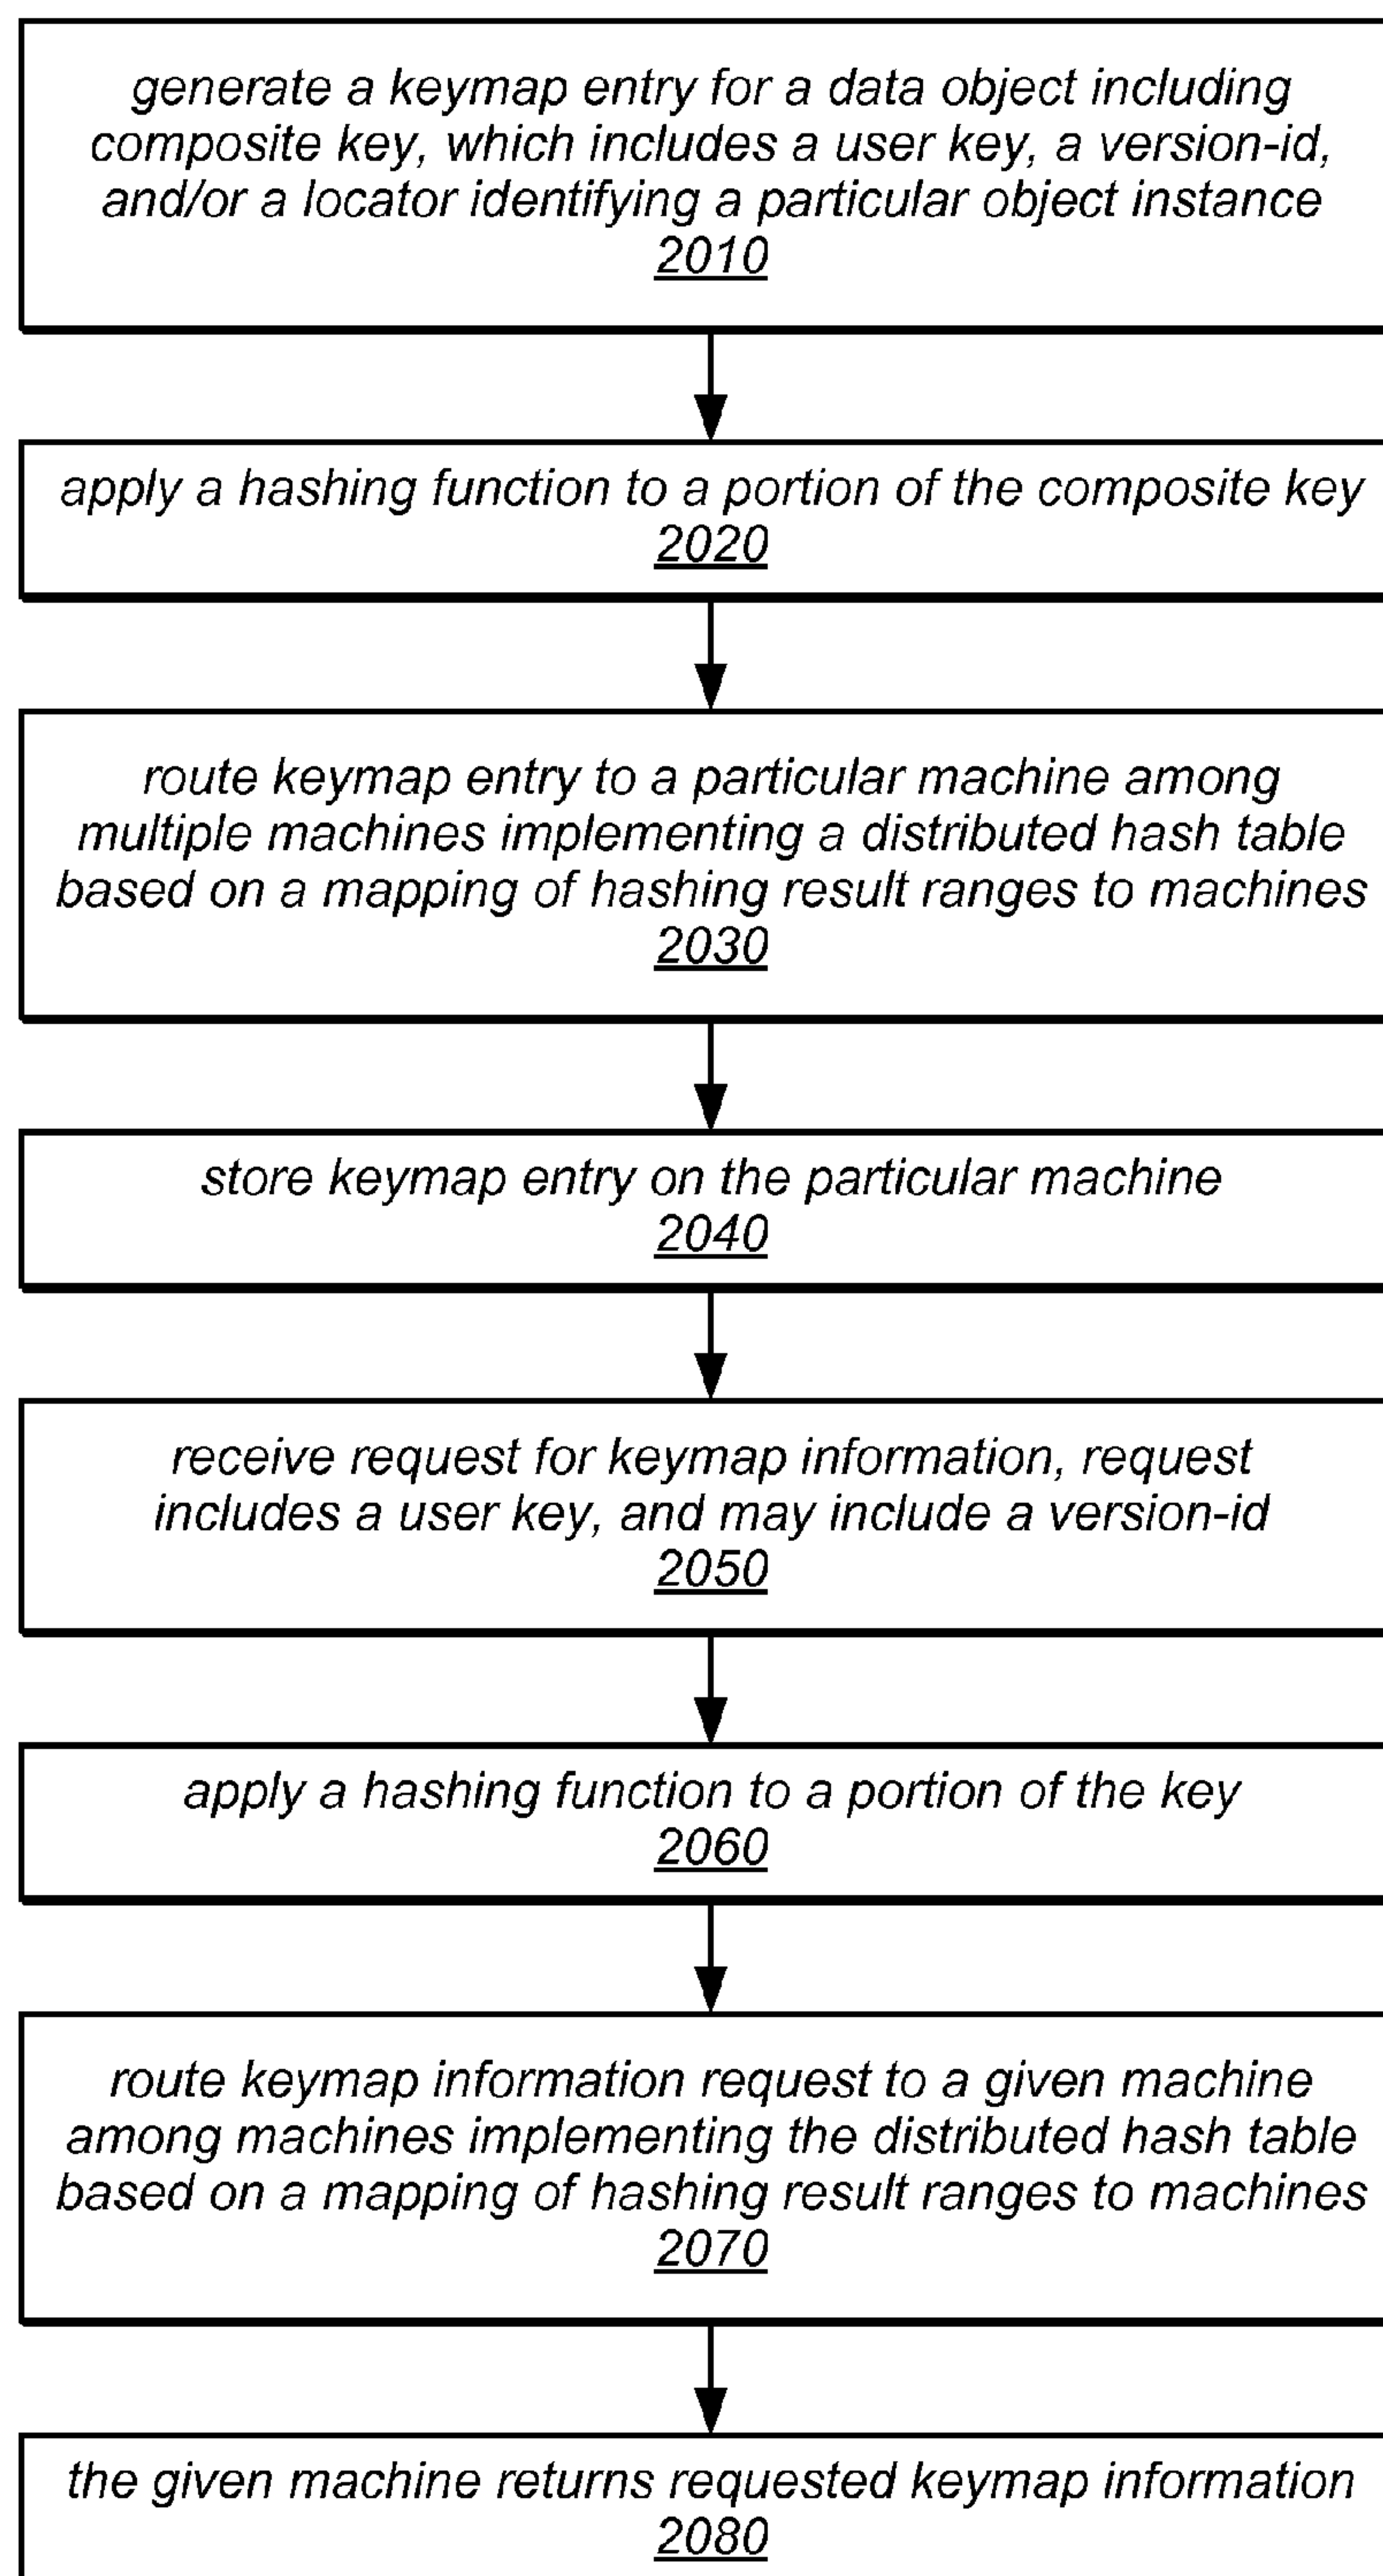 generate a keymap entry for a data object including
composite key, which includes a user key, a version-id,
and/or a locator identifying a particular object instance
2010
apply a hashing function to a portion of the composite key
2020
route keymap entry to a particular machine among
multiple machines implementing a distributed hash table
based on a mapping of hashing result ranges to machines
2030
store keymap entry on the particular machine
2040
receive request for keymap information, request
includes a user key, and may include a version-id
2050
apply a hashing function to a portion of the key
2060
route keymap information request to a given machine
among machines implementing the distributed hash table
based on a mapping of hashing result ranges to machines
2070
the given machine returns requested keymap information
2080